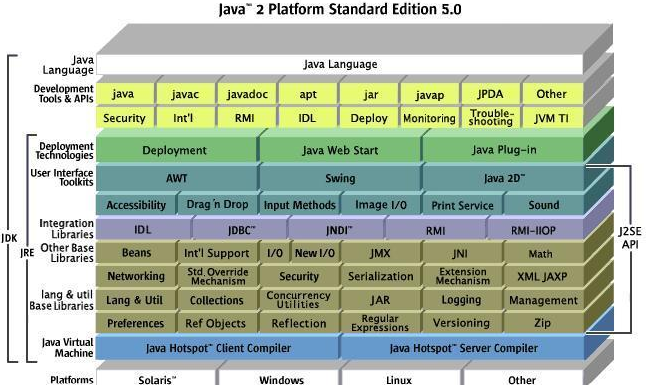 Java™ 2 Platform Standard Edition 5.0
Java Language
Java Language
Development Tools & APIs
java javac javadoc apt jar javap JPDA Other
Security Int'l RMI IDL Deploy Monitoring Trouble-shooting JVM TI
Deployment Technologies
Deployment Java Web Start Java Plug-in
User Interface Toolkits
AWT Swing Java 2D™
Accessibility Drag 'n Drop Input Methods Image I/O Print Service Sound
Integration Libraries
IDL JDBC™ JNDI™ RMI RMI-IIOP
Other Base Libraries
Beans Int'l Support I/O New I/O JMX JNI Math
Networking Std. Override Mechanism Security Serialization Extension Mechanism XML JAXP
lang & util Base Libraries
Lang & Util Collections Concurrency Utilities JAR Logging Management
Preferences Ref Objects Reflection Regular Expressions Versioning Zip
Java Virtual Machine
Java Hotspot™ Client Compiler Java Hotspot™ Server Compiler
Platforms
Solaris™ Windows Linux Other
JDK
JRE
J2SE API